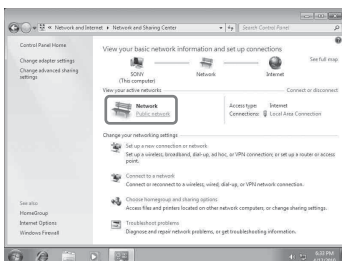 « Network and Internet ▸ Network and Sharing Center
Search Control Panel
Control Panel Home
Change adapter settings
Change advanced sharing
settings
View your basic network information and set up connections
See full map
SONY
(This computer)
Network
Internet
View your active networks
Connect or disconnect
Network
Public network
Access type: Internet
Connections: Local Area Connection
Change your networking settings
Set up a new connection or network
Set up a wireless, broadband, dial-up, ad hoc, or VPN connection; or set up a router or access
point.
Connect to a network
Connect or reconnect to a wireless, wired, dial-up, or VPN network connection.
Choose homegroup and sharing options
Access files and printers located on other network computers, or change sharing settings.
Troubleshoot problems
Diagnose and repair network problems, or get troubleshooting information.
See also
HomeGroup
Internet Options
Windows Firewall